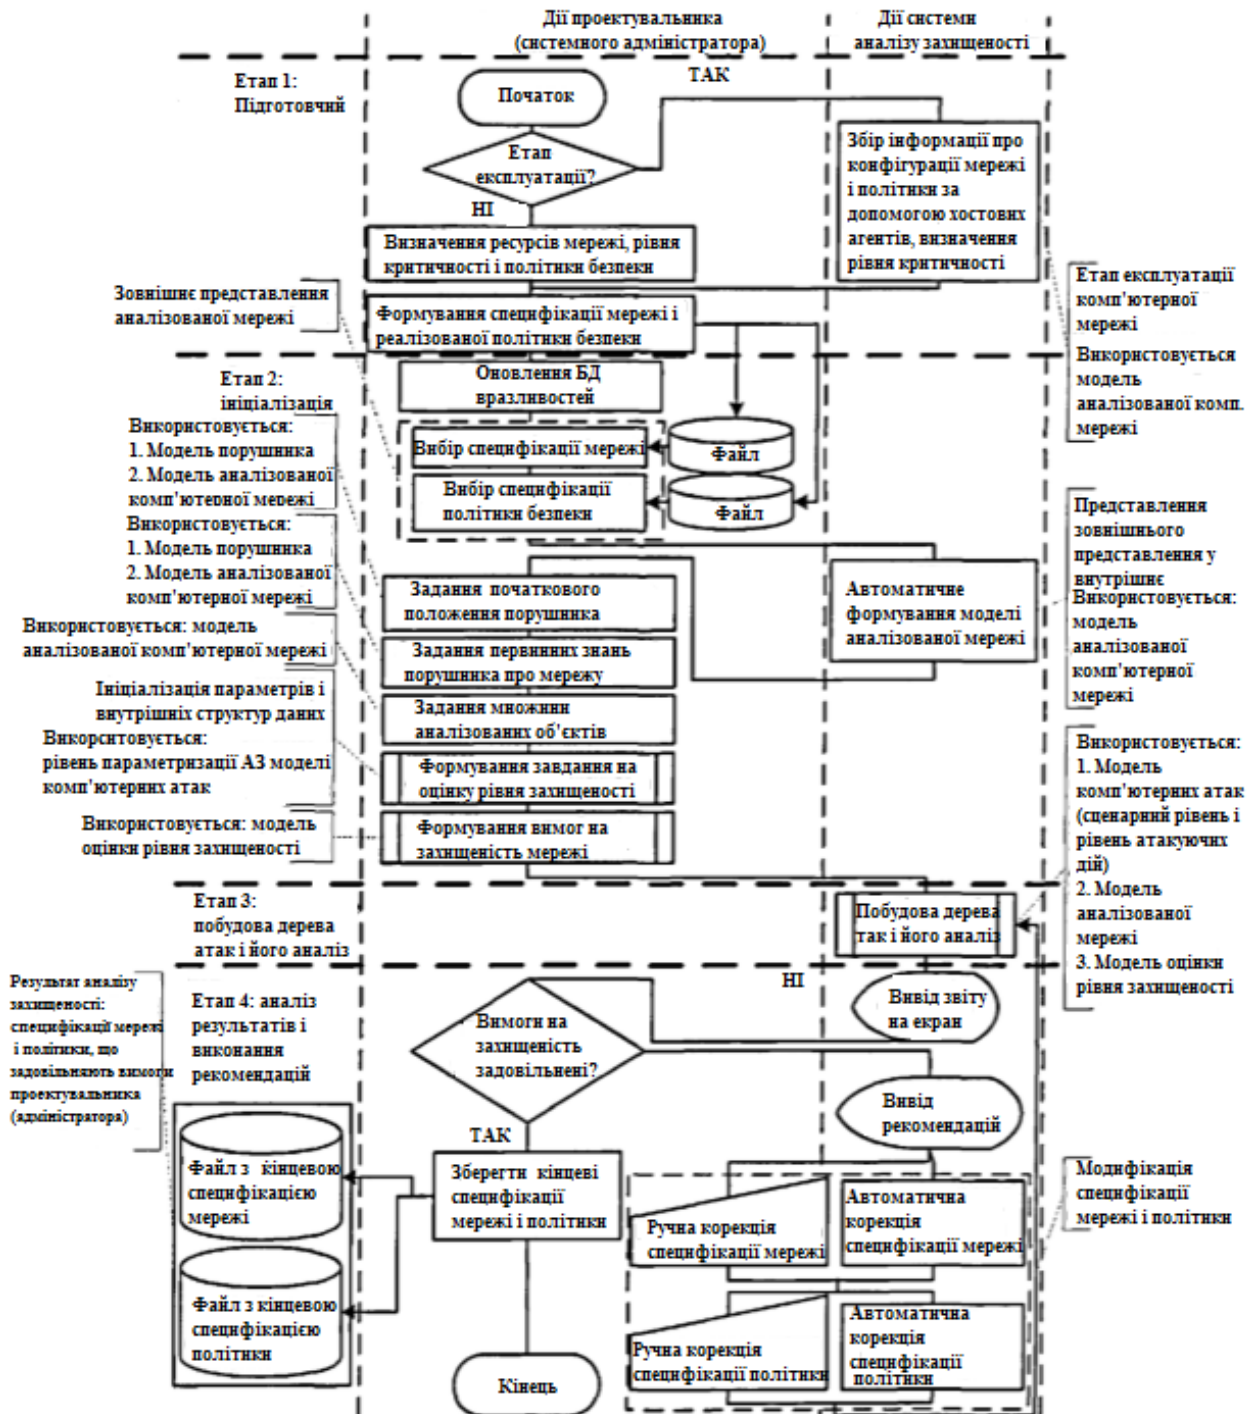 Дії проектувальника
(системного адміністратора)
Дії системи
аналізу захищеності
Етап 1:
Підготовчий
Початок
ТАК
Етап
експлуатації?
НІ
Збір інформації про
конфігурації мережі
і політики за
допомогою хостових
агентів, визначення
рівня критичності
Визначення ресурсів мережі, рівня
критичності і політики безпеки
Зовнішнє представлення
аналізованої мережі
Формування специфікації мережі і
реалізованої політики безпеки
Етап експлуатації
комп'ютерної
мережі
Використовується
модель
аналізованої комп.
мережі
Етап 2:
ініціалізація
Оновлення БД
вразливостей
Використовується:
1. Модель порушника
2. Модель аналізованої
комп'ютерної мережі
Вибір специфікації мережі
Файл
Вибір специфікації
політики безпеки
Файл
Використовується:
1. Модель порушника
2. Модель аналізованої
комп'ютерної мережі
Представлення
зовнішнього
представлення у
внутрішнє
Використовується:
модель
аналізованої
комп'ютерної
мережі
Задання початкового
положення порушника
Автоматичне
формування моделі
аналізованої мережі
Використовується: модель
аналізованої комп'ютерної мережі
Задання первинних знань
порушника про мережу
Ініціалізація параметрів і
внутрішніх структур даних
Задання множини
аналізованих об'єктів
Викорситовується:
рівень параметризації АЗ моделі
комп'ютерних атак
Формування завдання на
оцінку рівня захищеності
Використовується: модель
оцінки рівня захищеності
Формування вимог на
захищеність мережі
Використовується:
1. Модель
комп'ютерних атак
(сценарний рівень і
рівень атакуючих
дій)
2. Модель
аналізованої
мережі
3. Модель оцінки
рівня захищеності
Етап 3:
побудова дерева
атак і його аналіз
Побудова дерева
так і його аналіз
Результат аналізу
захищеності:
специфікації мережі
і політики, що
задовільняють вимоги
проектувальника
(адміністратора)
Етап 4: аналіз
результатів і
виконання
рекомендацій
НІ
Вивід звіту
на екран
Вимоги на
захищеність
задовільнені?
Вивід
рекомендацій
ТАК
Файл з кінцевою
специфікацією
мережі
Зберегти кінцеві
специфікації
мережі і політики
Ручна корекція
специфікації мережі
Автоматична
корекція
специфікації мережі
Модифікація
специфікації
мережі і політики
Файл з кінцевою
специфікацією
політики
Ручна корекція
специфікації політики
Автоматична
корекція
специфікації
політики
Кінець